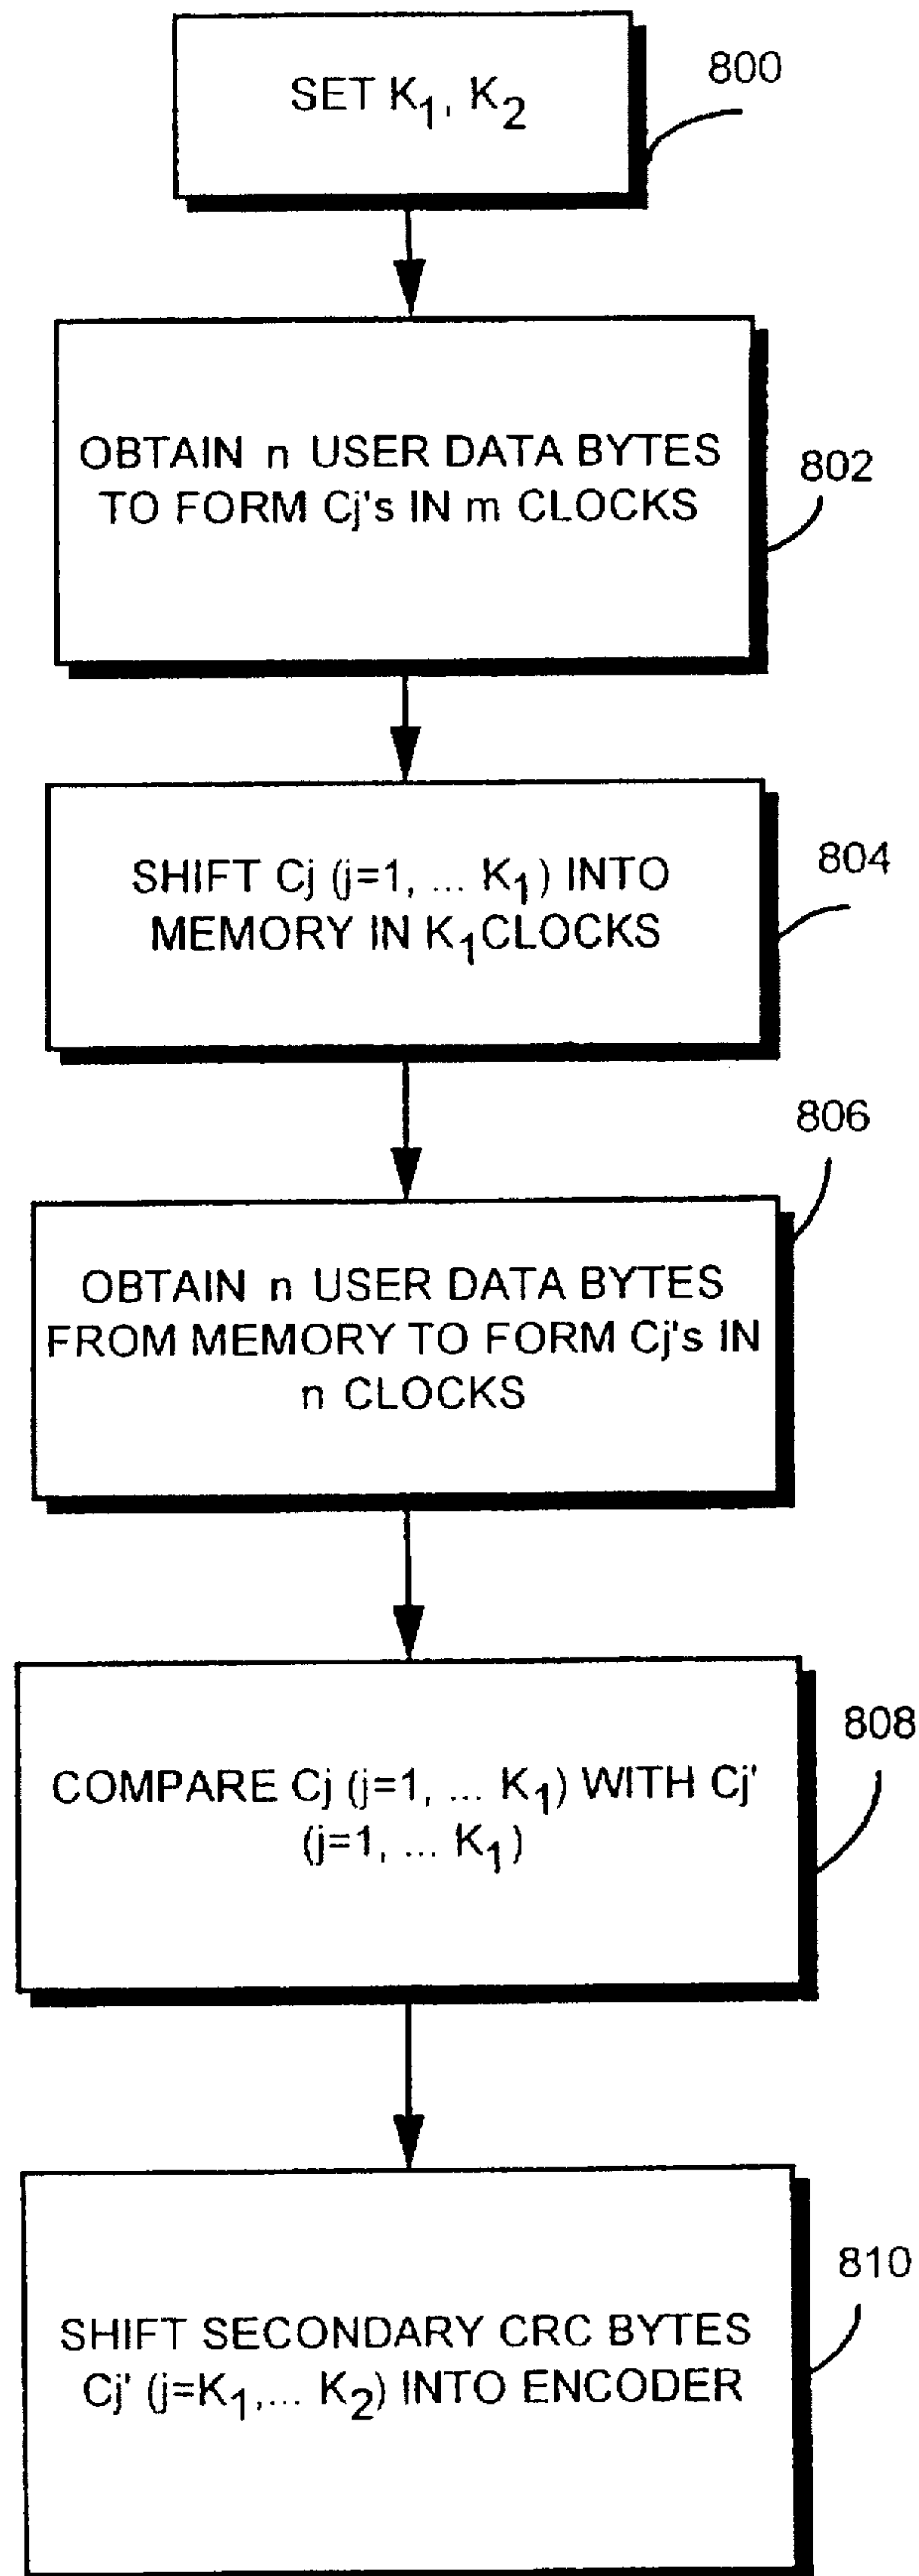 SET K1, K2
800
OBTAIN n USER DATA BYTES
TO FORM Cj's IN m CLOCKS
802
SHIFT Cj (j=1, ... K1) INTO
MEMORY IN K1 CLOCKS
804
806
OBTAIN n USER DATA BYTES
FROM MEMORY TO FORM Cj's IN
n CLOCKS
808
COMPARE Cj (j=1, ... K1) WITH Cj'
(j=1, ... K1)
810
SHIFT SECONDARY CRC BYTES
Cj' (j=K1,... K2) INTO ENCODER